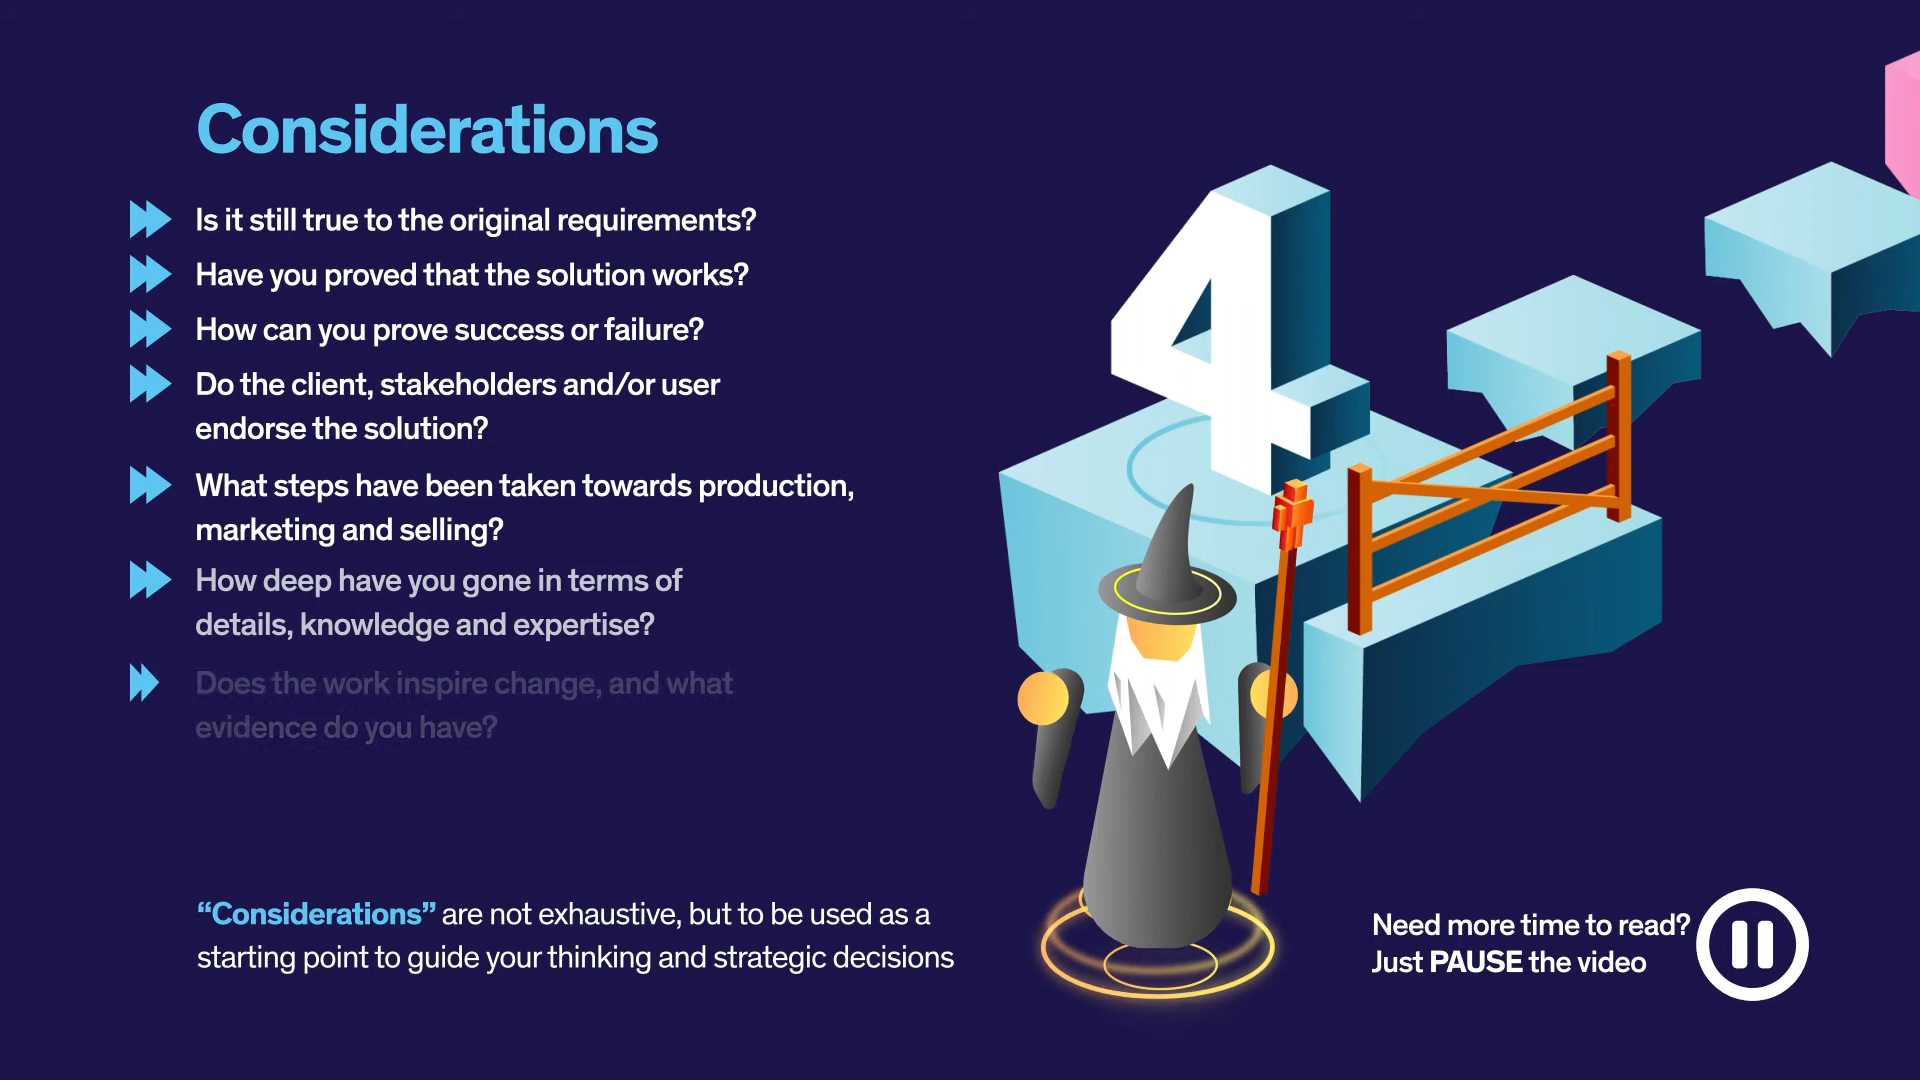 Considerations
Is it still true to the original requirements?
Have you proved that the solution works?
How can you prove success or failure?
Do the client, stakeholders and/or user
endorse the solution?
What steps have been taken towards production,
marketing and selling?
How deep have you gone in terms of
details, knowledge and expertise?
Does the work inspire change, and what
evidence do you have?
“Considerations” are not exhaustive, but to be used as a
starting point to guide your thinking and strategic decisions
4
Need more time to read?
Just PAUSE the video